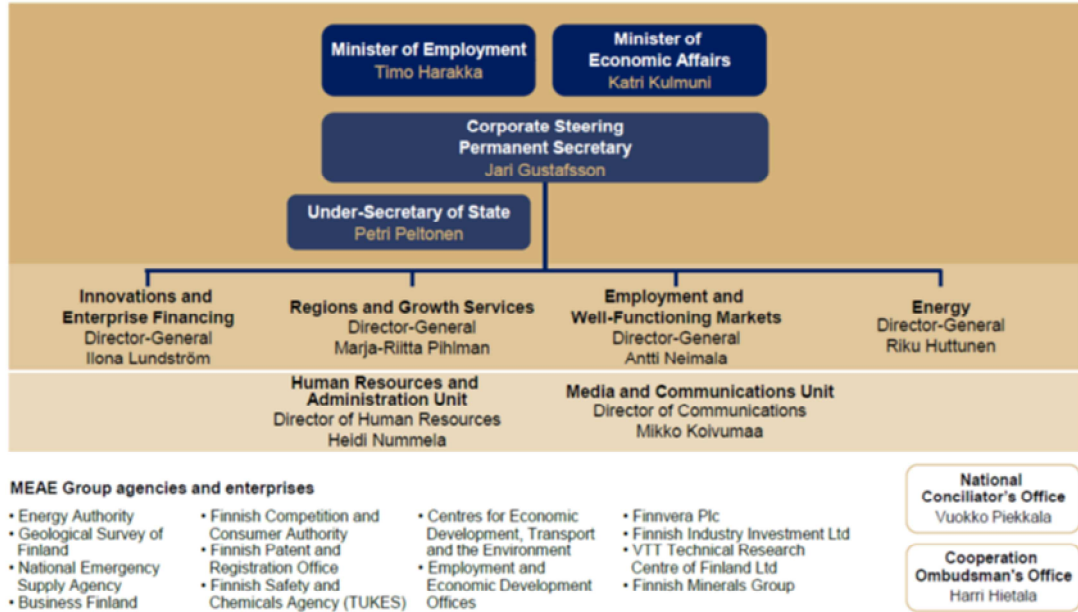 Minister of Employment
Timo Harakka
Minister of
Economic Affairs
Katri Kulmuni
Corporate Steering
Permanent Secretary
Jari Gustafsson
Under-Secretary of State
Petri Peltonen
Innovations and
Enterprise Financing
Director-General
Ilona Lundström
Regions and Growth Services
Director-General
Marja-Riitta Pihlman
Employment and
Well-Functioning Markets
Director-General
Antti Neimala
Energy
Director-General
Riku Huttunen
Human Resources and
Administration Unit
Director of Human Resources
Heidi Nummela
Media and Communications Unit
Director of Communications
Mikko Koivumaa
MEAE Group agencies and enterprises
• Energy Authority
• Geological Survey of
Finland
• National Emergency
Supply Agency
• Business Finland
• Finnish Competition and
Consumer Authority
• Finnish Patent and
Registration Office
• Finnish Safety and
Chemicals Agency (TUKES)
• Centres for Economic
Development, Transport
and the Environment
• Employment and
Economic Development
Offices
• Finnvera Plc
• Finnish Industry Investment Ltd
• VTT Technical Research
Centre of Finland Ltd
• Finnish Minerals Group
National
Conciliator's Office
Vuokko Piekkala
Cooperation
Ombudsman's Office
Harri Hietala